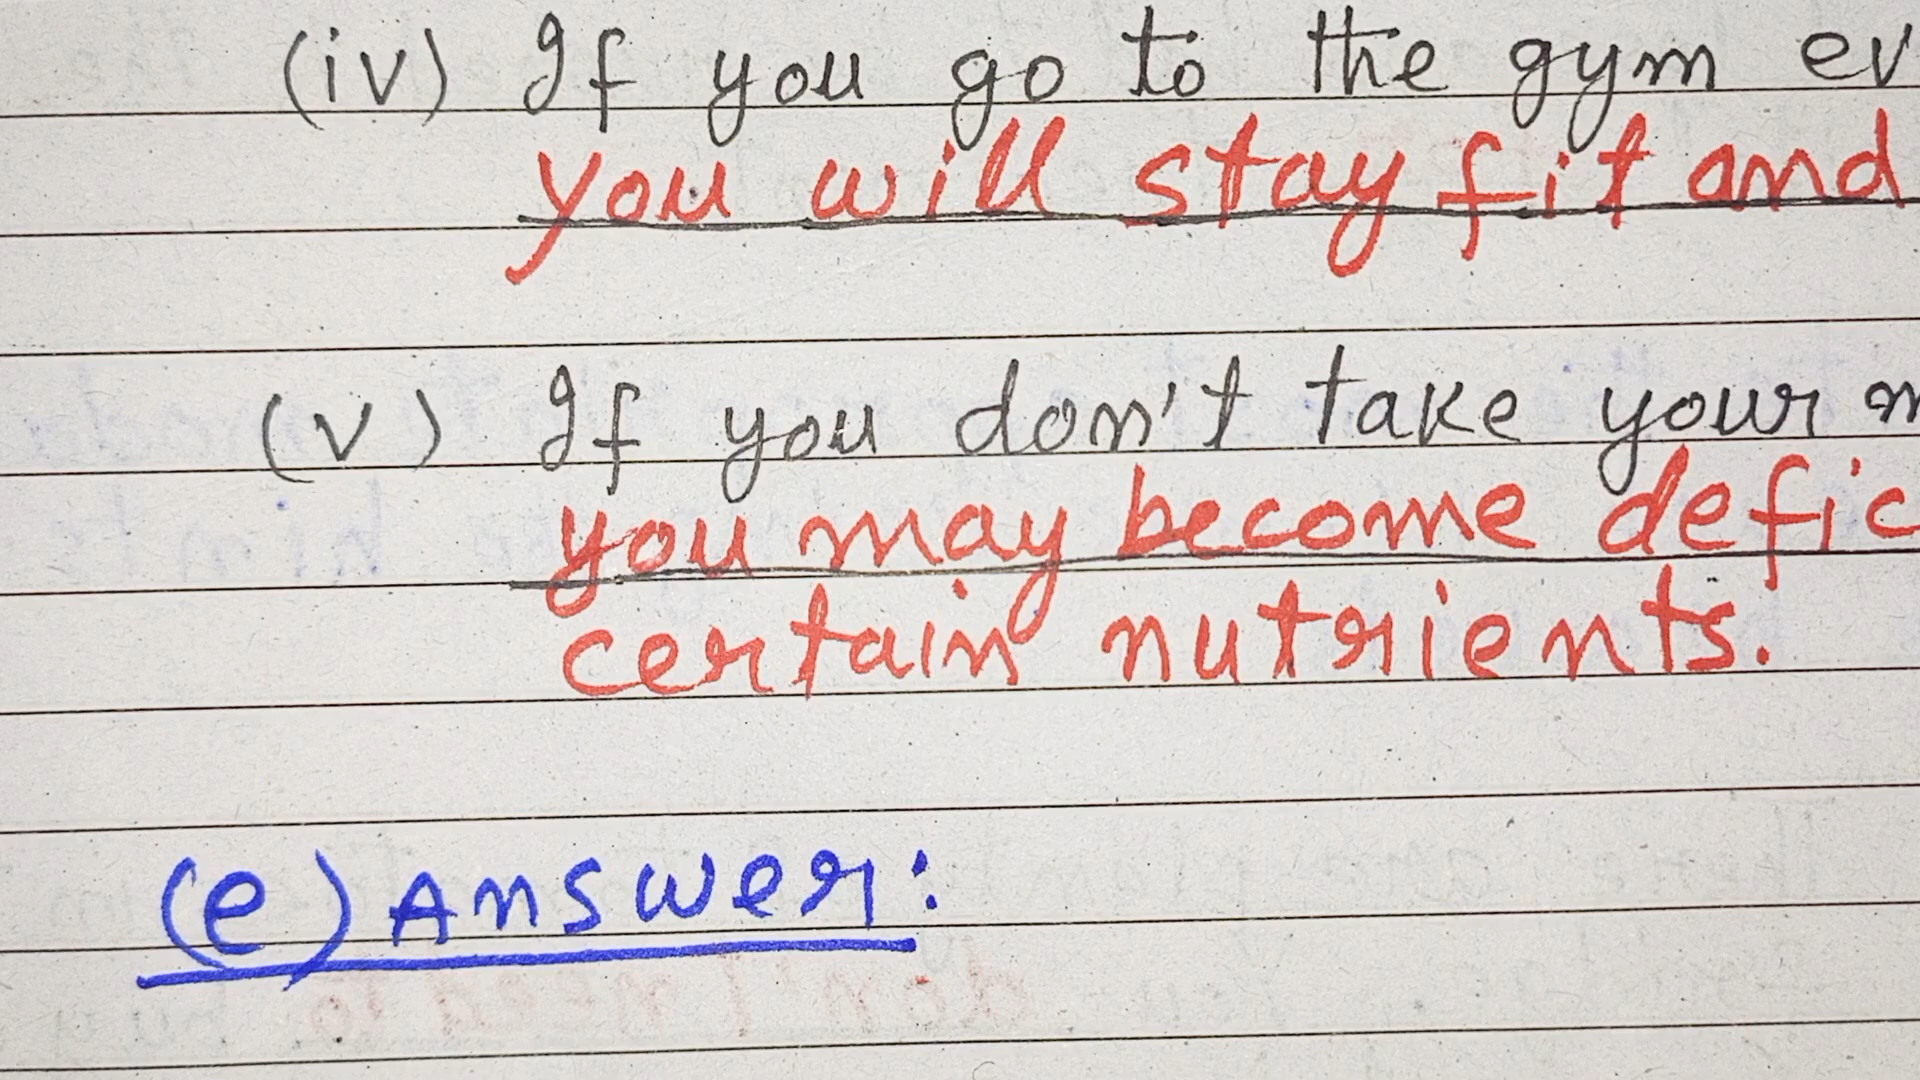 (iv) If you go to the gym ev
you will stay fit and
(v) If you don't take your m
you may become defic
certain nutrients.
(e) Answer: